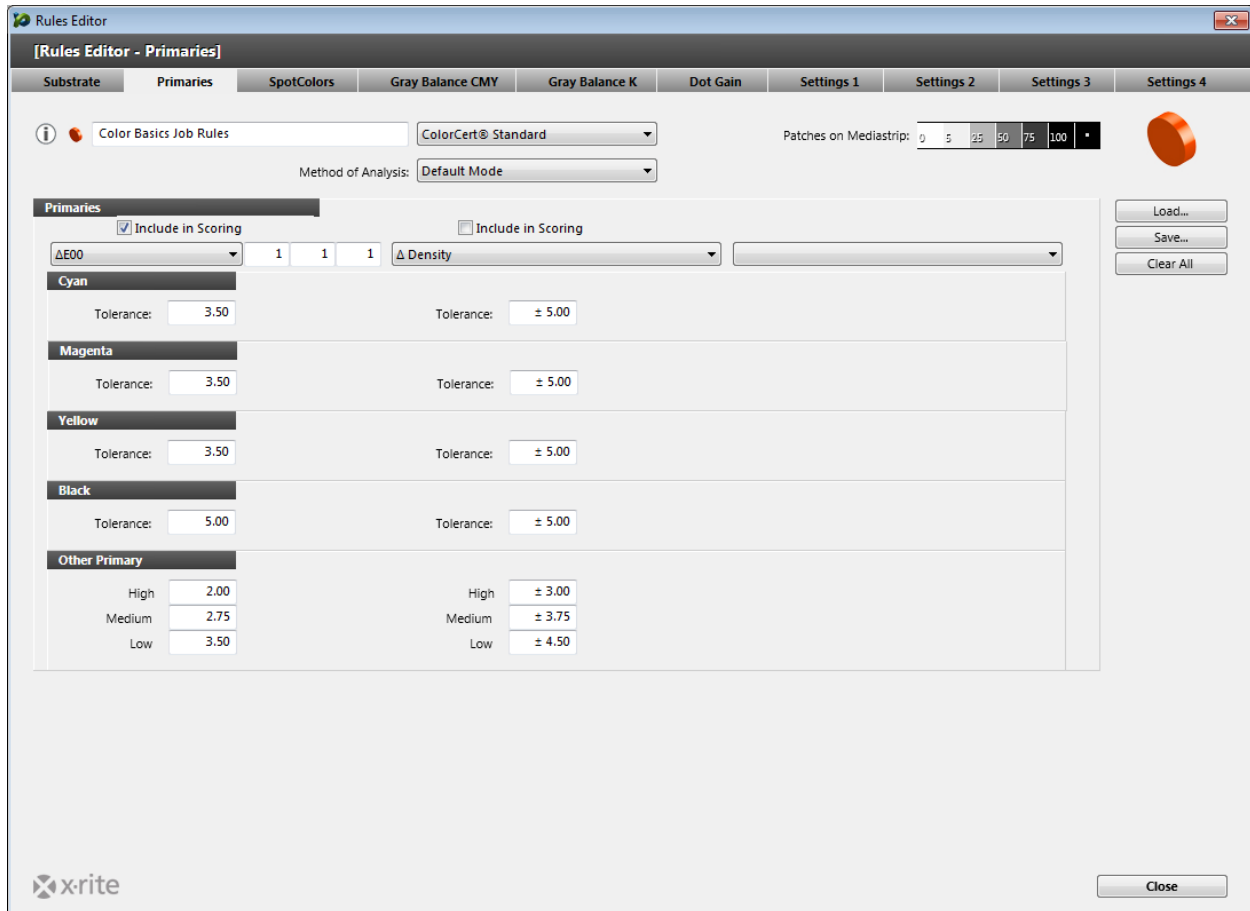 Rules Editor
[Rules Editor - Primaries]
Substrate Primaries SpotColors Gray Balance CMY Gray Balance K Dot Gain Settings 1 Settings 2 Settings 3 Settings 4
Color Basics Job Rules ColorCert® Standard Patches on Mediastrip: 0 5 25 50 75 100 *
Method of Analysis: Default Mode
Primaries
Load...
Include in Scoring Include in Scoring
Save...
ΔE00 1 1 1 Δ Density
Clear All
Cyan
Tolerance: 3.50 Tolerance: ± 5.00
Magenta
Tolerance: 3.50 Tolerance: ± 5.00
Yellow
Tolerance: 3.50 Tolerance: ± 5.00
Black
Tolerance: 5.00 Tolerance: ± 5.00
Other Primary
High 2.00 High ± 3.00
Medium 2.75 Medium ± 3.75
Low 3.50 Low ± 4.50
x·rite
Close